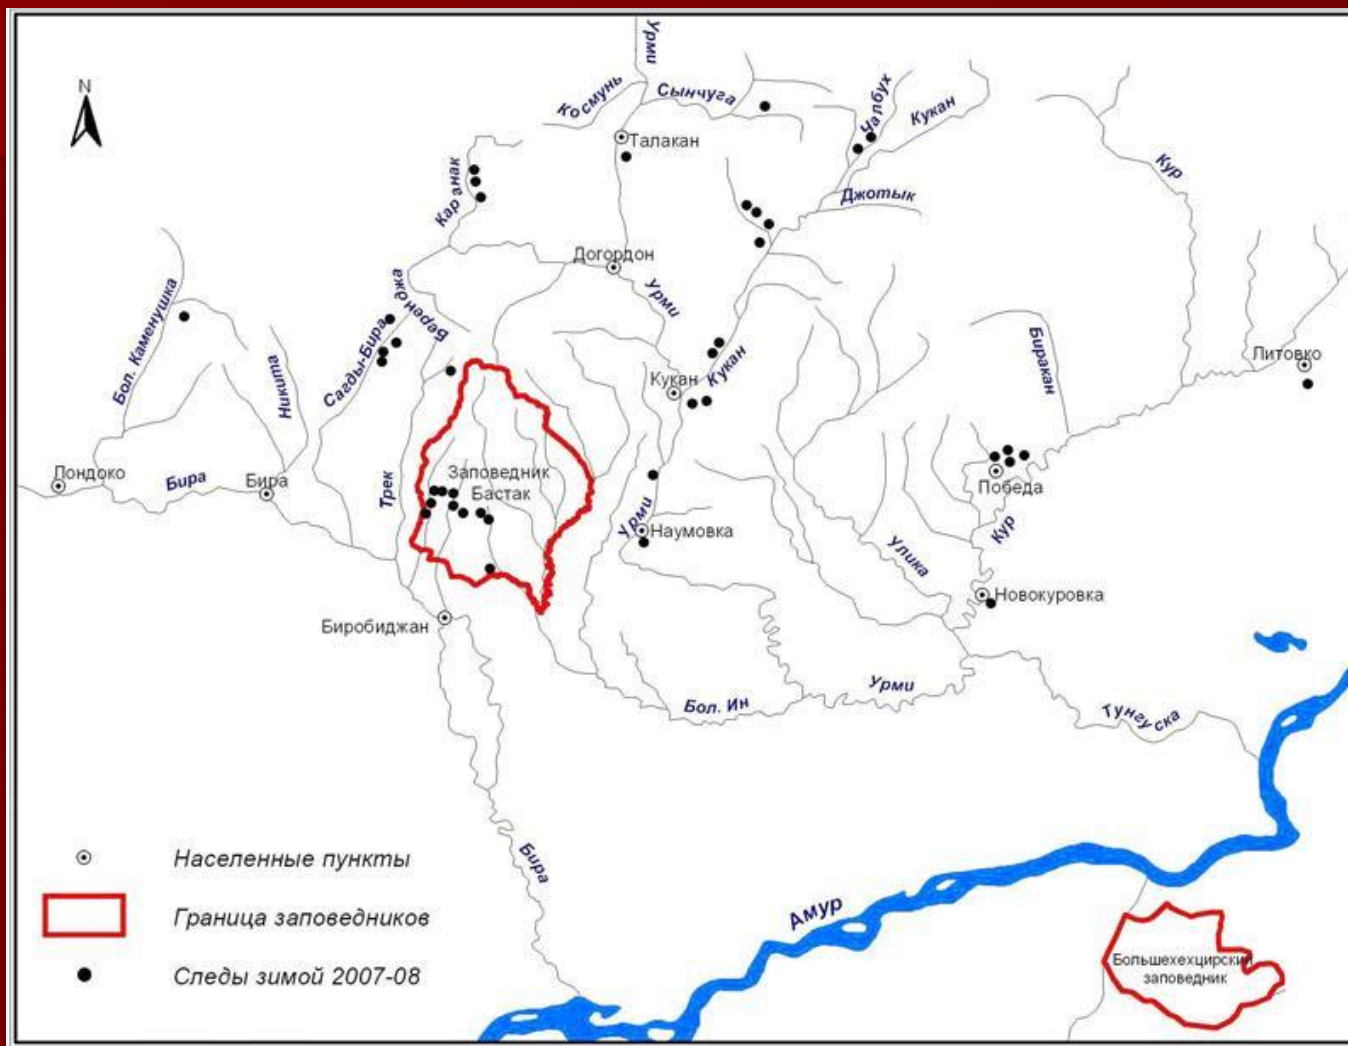 Урми
Космунь
Сынчуга
Чалбух
Кукан
N
Талакан
Кур
Каранак
Джотык
Догордон
Урми
Бол. Каменушка
Беренджа
Сагды-Бира
Никита
Биракан
Литовко
Кукан
Кукан
Лондоко
Бира
Бира
Трек
Заповедник
Бастак
Победа
Урми
Наумовка
Кур
Улика
Новокуровка
Биробиджан
Бол. Ин
Урми
Тунгуска
Бира
Населенные пункты
Граница заповедников
Следы зимой 2007-08
Амур
Большехехцирский
заповедник